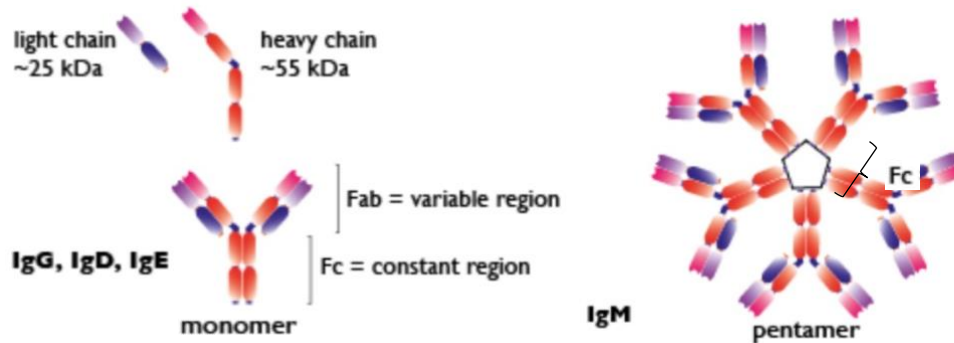 light chain
~25 kDa
heavy chain
~55 kDa
Fab = variable region
IgG, IgD, IgE
Fc = constant region
monomer
Fc
IgM
pentamer